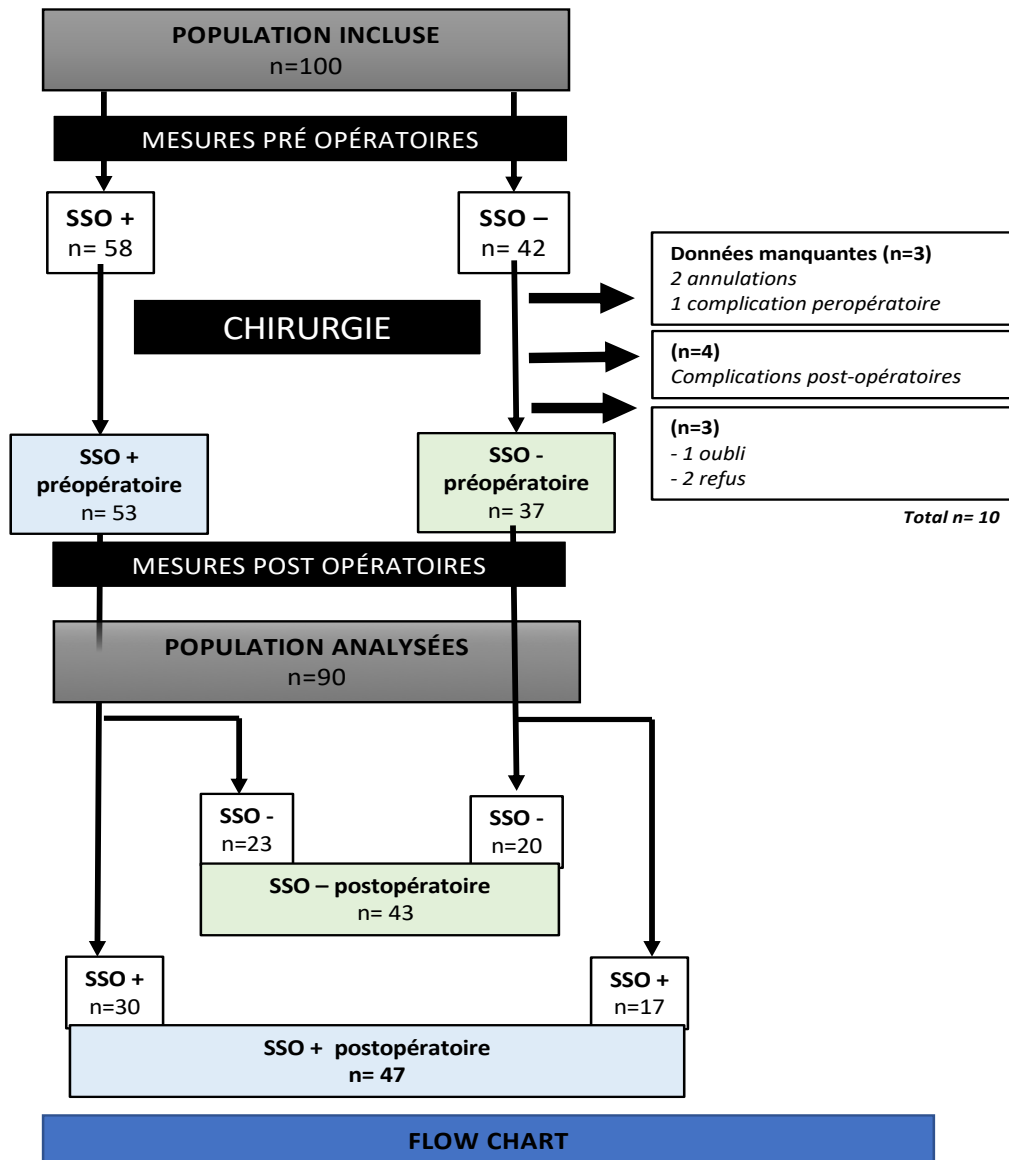 POPULATION INCLUSE
n=100
MESURES PRÉ OPÉRATOIRES
SSO +
n= 58
SSO –
n= 42
Données manquantes (n=3)
2 annulations
1 complication peropératoire
CHIRURGIE
(n=4)
Complications post-opératoires
(n=3)
- 1 oubli
- 2 refus
Total n= 10
SSO +
préopératoire
n= 53
SSO -
préopératoire
n= 37
MESURES POST OPÉRATOIRES
POPULATION ANALYSÉES
n=90
SSO -
n=23
SSO -
n=20
SSO – postopératoire
n= 43
SSO +
n=30
SSO +
n=17
SSO + postopératoire
n= 47
FLOW CHART